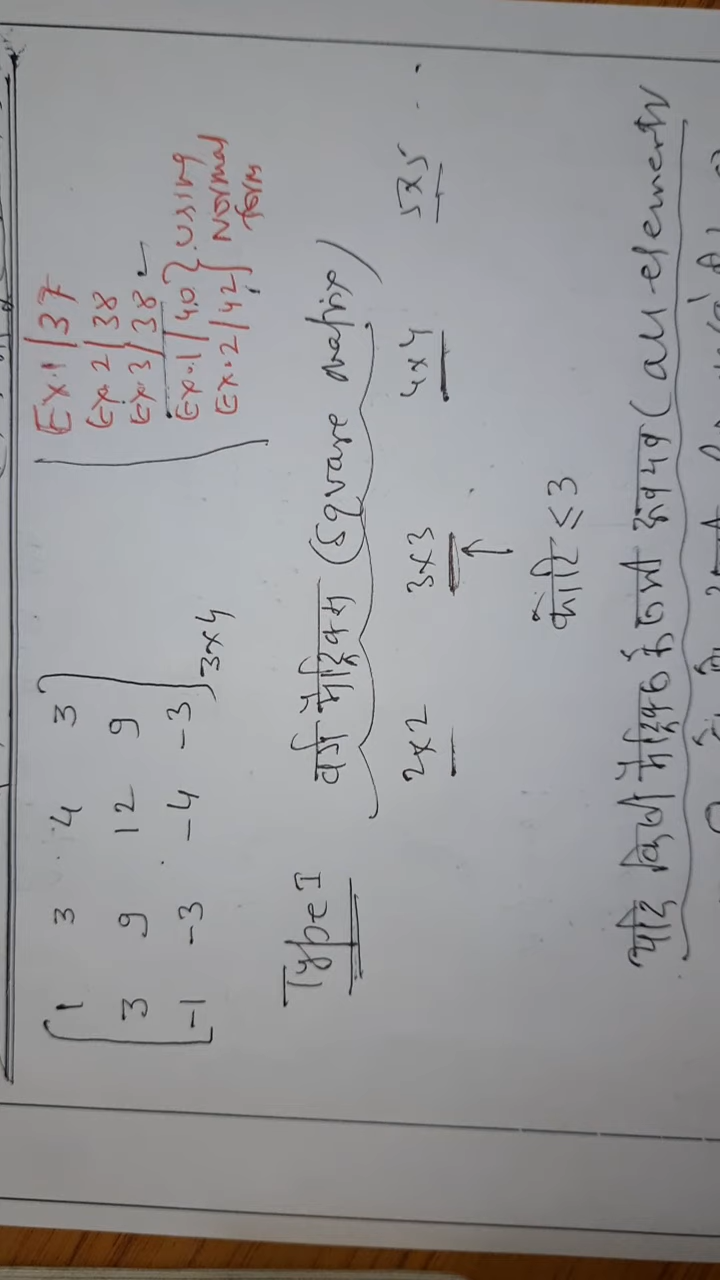 [1 3 4 3
3 9 12 9
-1 -3 -4 -3] 3×4
Ex.1/37
Ex.2/38
Ex.3/38
Ex.1/40 } Using
Ex.2/42 } Normal form
Type I वर्ग मैट्रिक्स (Square Matrix)
2×2 3×3 4×4 5×5 ...
↑
कोटि ≤ 3
यदि किसी मैट्रिक्स के सभी अवयव (all elements